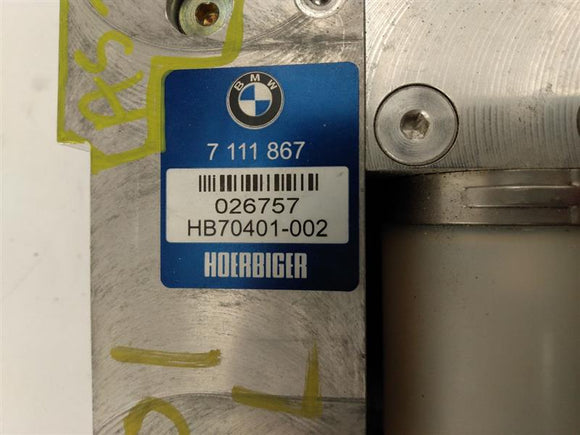 BMW
7 111 867
026757
HB70401-002
HOERBIGER